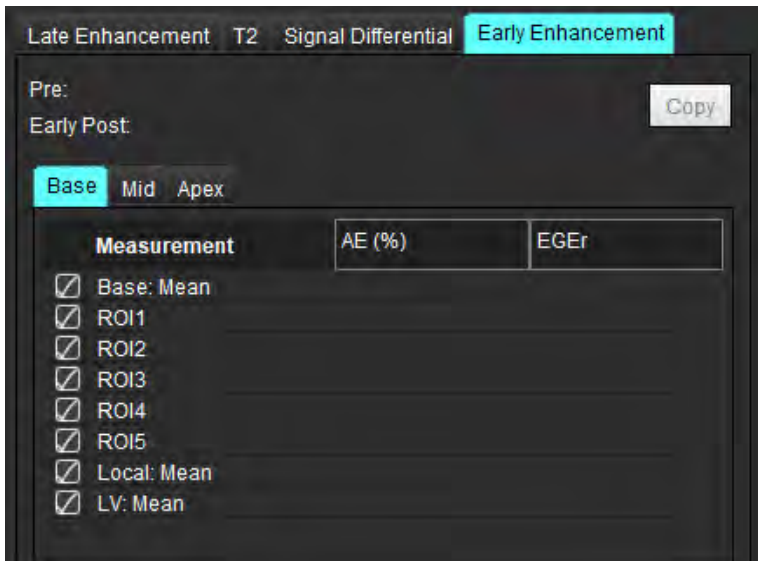 Late Enhancement T2 Signal Differential Early Enhancement
Pre:
Copy
Early Post:
Base Mid Apex
Measurement AE (%) EGEr
Base: Mean
ROI1
ROI2
ROI3
ROI4
ROI5
Local: Mean
LV: Mean